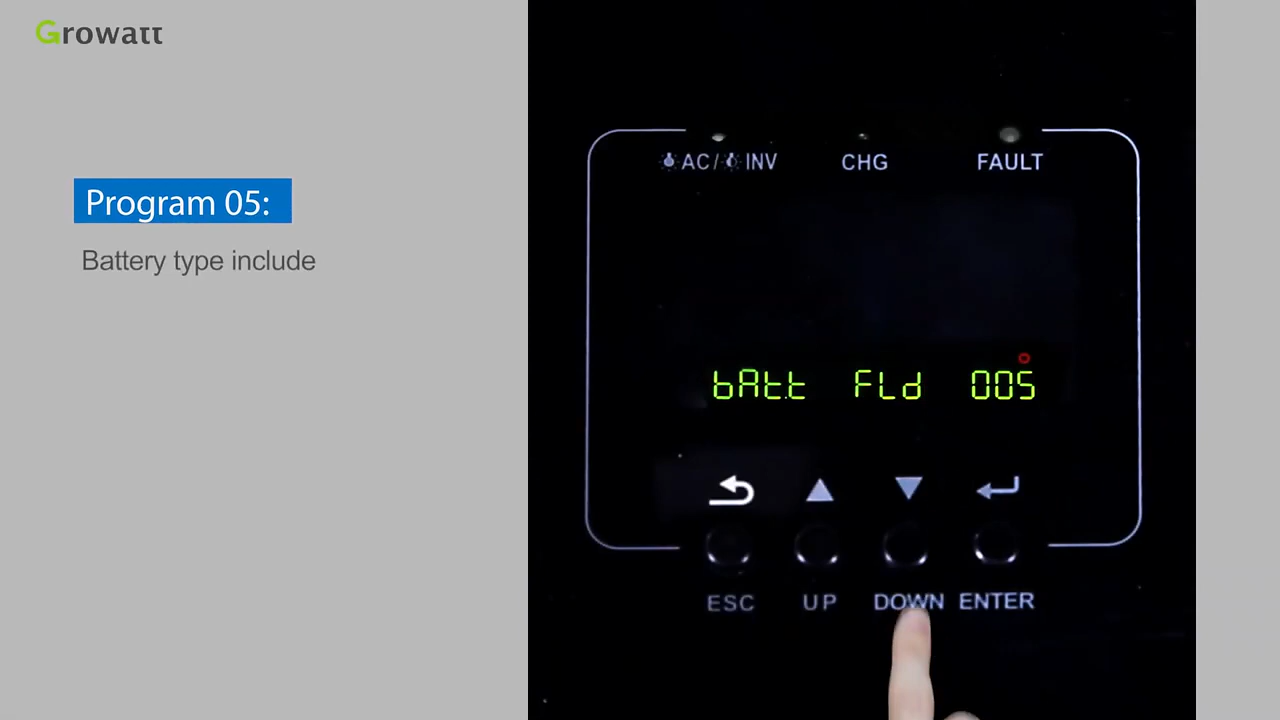 Growatt
Program 05:
Battery type include
AC/ INV CHG FAULT
bAtt FLd 005
ESC UP DOWN ENTER